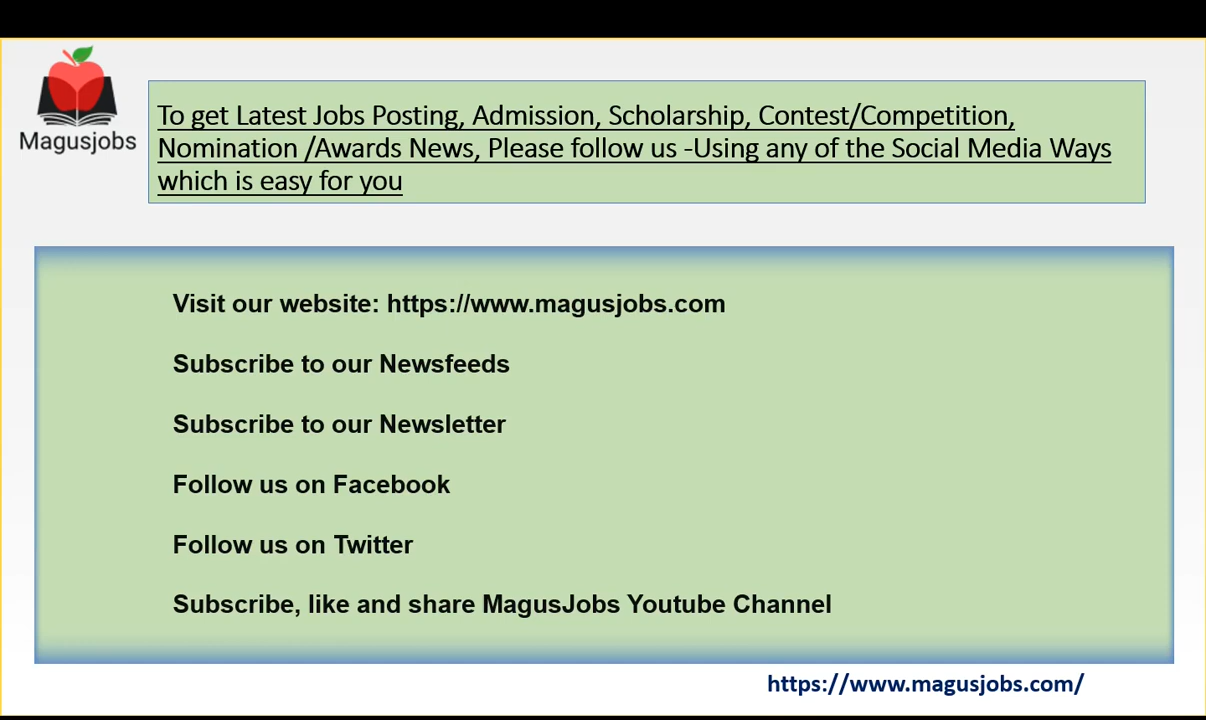 Magusjobs
To get Latest Jobs Posting, Admission, Scholarship, Contest/Competition,
Nomination /Awards News, Please follow us -Using any of the Social Media Ways
which is easy for you
Visit our website: https://www.magusjobs.com
Subscribe to our Newsfeeds
Subscribe to our Newsletter
Follow us on Facebook
Follow us on Twitter
Subscribe, like and share MagusJobs Youtube Channel
https://www.magusjobs.com/